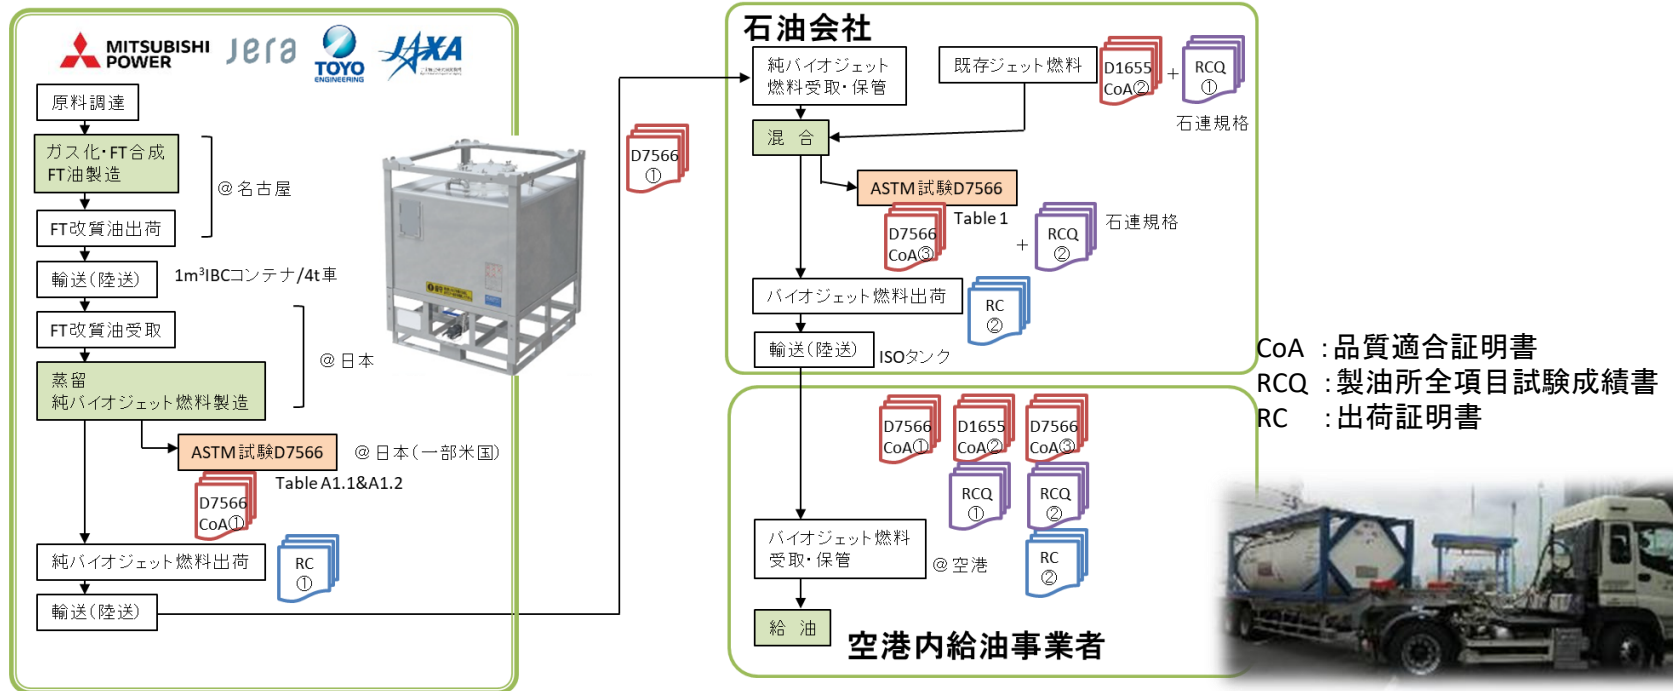 MITSUBISHI
POWER
Jera
TOYO
ENGINEERING
JAXA
原料調達
ガス化・FT合成
FT油製造
@名古屋
FT改質油出荷
輸送(陸送)
1m³IBCコンテナ/4t車
FT改質油受取
@日本
蒸留
純バイオジェット燃料製造
ASTM試験D7566
@日本(一部米国)
Table A1.1&A1.2
D7566
CoA①
純バイオジェット燃料出荷
RC
①
輸送(陸送)
D7566
①
石油会社
純バイオジェット
燃料受取・保管
既存ジェット燃料
D1655
CoA②
+
RCQ
①
石連規格
混 合
ASTM試験D7566
Table 1
D7566
CoA③
+
RCQ
②
石連規格
バイオジェット燃料出荷
RC
②
輸送(陸送)
ISOタンク
D7566
CoA①
D1655
CoA②
D7566
CoA③
RCQ
①
RCQ
②
バイオジェット燃料
受取・保管
@空港
RC
②
給 油
空港内給油事業者
CoA :品質適合証明書
RCQ :製油所全項目試験成績書
RC :出荷証明書